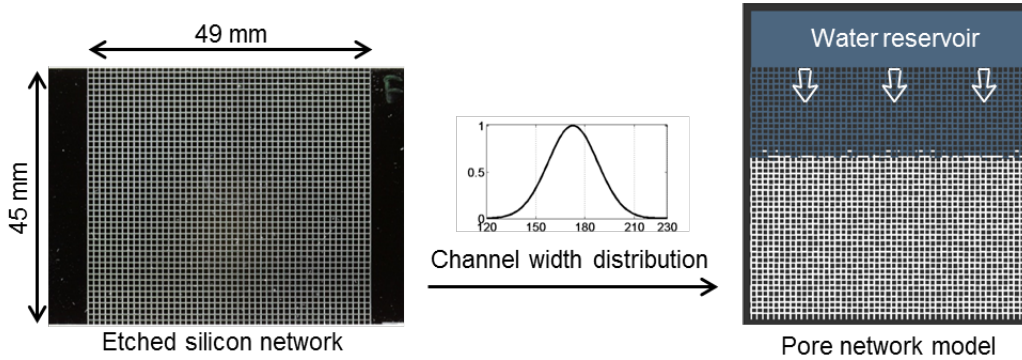 49 mm
45 mm
Etched silicon network
1
0.5
0
120 150 180 210 230
Channel width distribution
Water reservoir
Pore network model